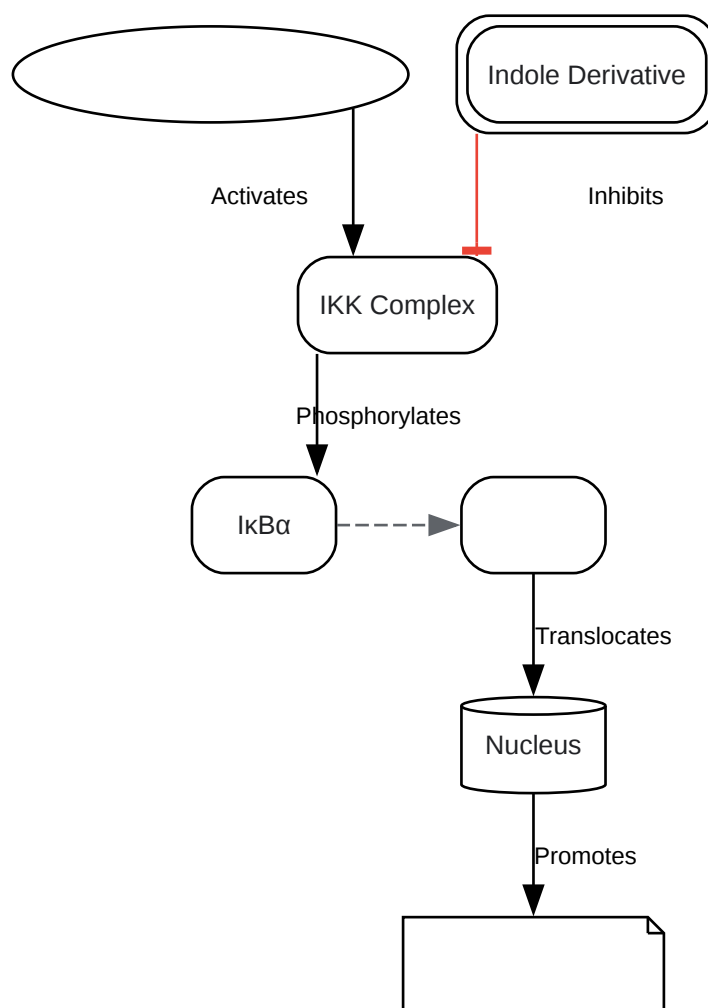 Indole Derivative
Activates
Inhibits
IKK Complex
Phosphorylates
IκBα
Translocates
Nucleus
Promotes